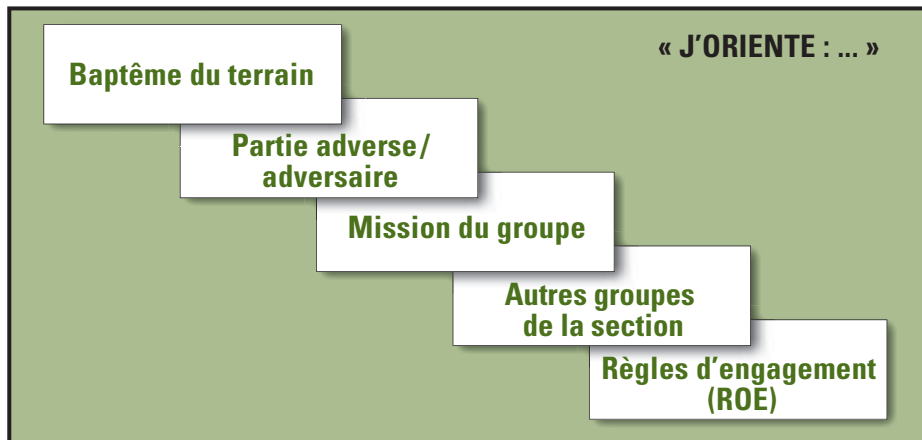 « J’ORIENTE : ... »
Baptême du terrain
Partie adverse/
adversaire
Mission du groupe
Autres groupes
de la section
Règles d’engagement
(ROE)